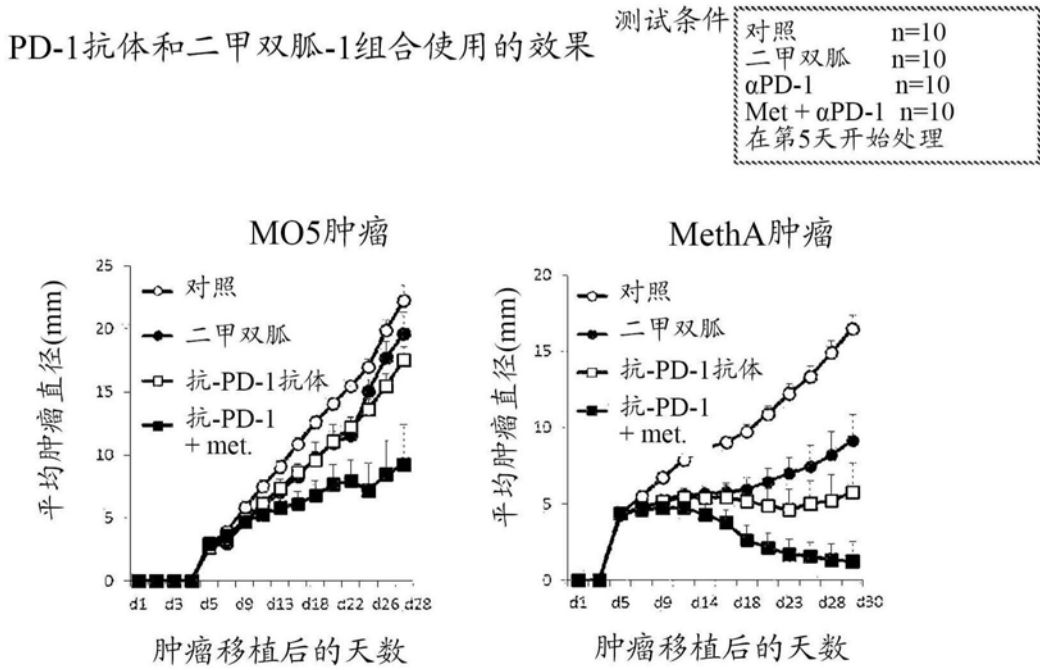 PD-1抗体和二甲双胍-1组合使用的效果
测试条件
对照 n=10
二甲双胍 n=10
αPD-1 n=10
Met + αPD-1 n=10
在第5天开始处理
MO5肿瘤
平均肿瘤直径(mm)
25
20
15
10
5
0
对照
二甲双胍
抗-PD-1抗体
抗-PD-1
+ met.
d1 d3 d5 d9 d13 d18 d22 d26 d28
肿瘤移植后的天数
MethA肿瘤
平均肿瘤直径(mm)
20
15
10
5
0
对照
二甲双胍
抗-PD-1抗体
抗-PD-1
+ met.
d1 d5 d9 d14 d18 d23 d28 d30
肿瘤移植后的天数